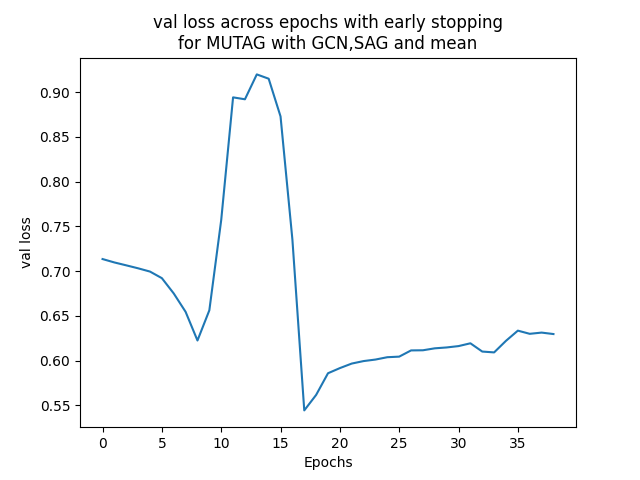 val loss across epochs with early stopping
for MUTAG with GCN,SAG and mean
val loss
0.90
0.85
0.80
0.75
0.70
0.65
0.60
0.55
0 5 10 15 20 25 30 35
Epochs